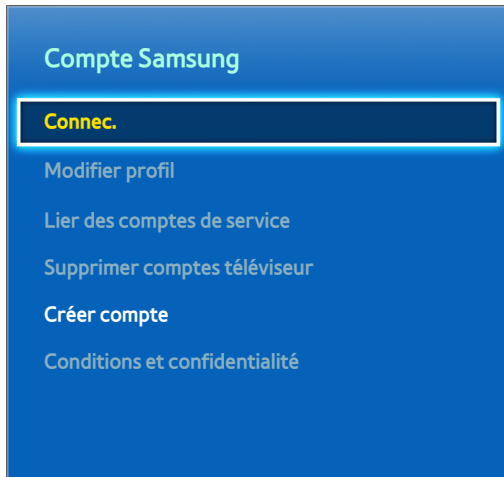 Compte Samsung
Connec.
Modifier profil
Lier des comptes de service
Supprimer comptes téléviseur
Créer compte
Conditions et confidentialité